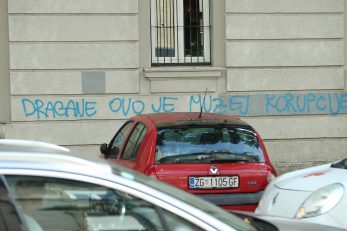 DRAGANE OVO JE MUZEJ KORUPCIJE
ZG 1105-GF